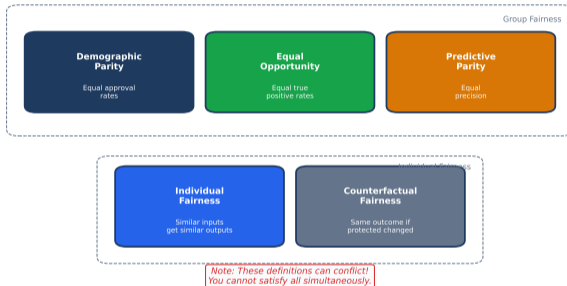 Group Fairness
Demographic
Parity
Equal approval
rates
Equal
Opportunity
Equal true
positive rates
Predictive
Parity
Equal
precision
Individual Fairness
Individual
Fairness
Similar inputs
get similar outputs
Counterfactual
Fairness
Same outcome if
protected changed
Note: These definitions can conflict!
You cannot satisfy all simultaneously.